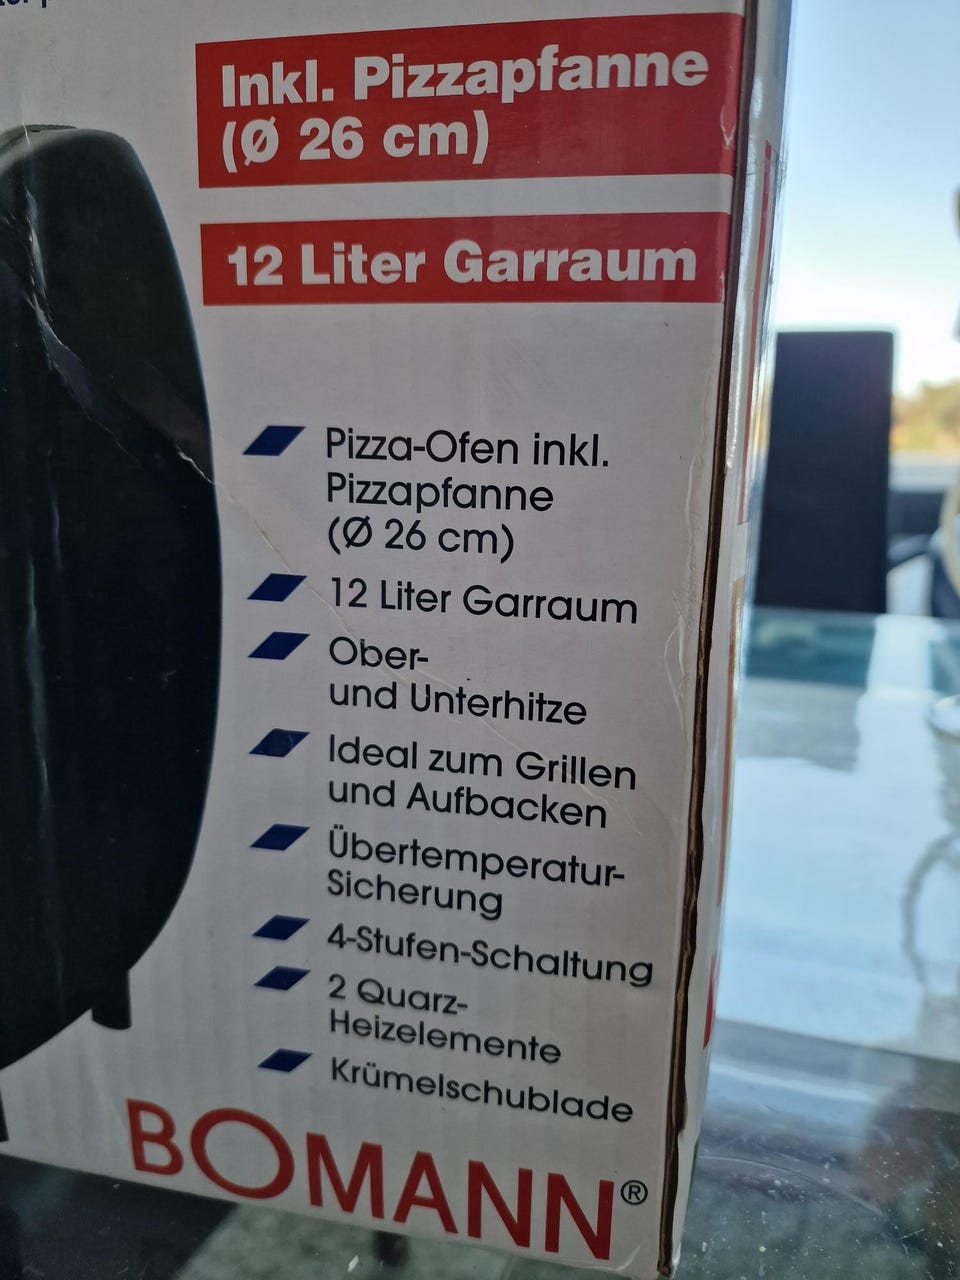 Inkl. Pizzapfanne
(Ø 26 cm)
12 Liter Garraum
Pizza-Ofen inkl.
Pizzapfanne
(Ø 26 cm)
12 Liter Garraum
Ober-
und Unterhitze
Ideal zum Grillen
und Aufbacken
Übertemperatur-
Sicherung
4-Stufen-Schaltung
2 Quarz-
Heizelemente
Krümelschublade
BOMANN®